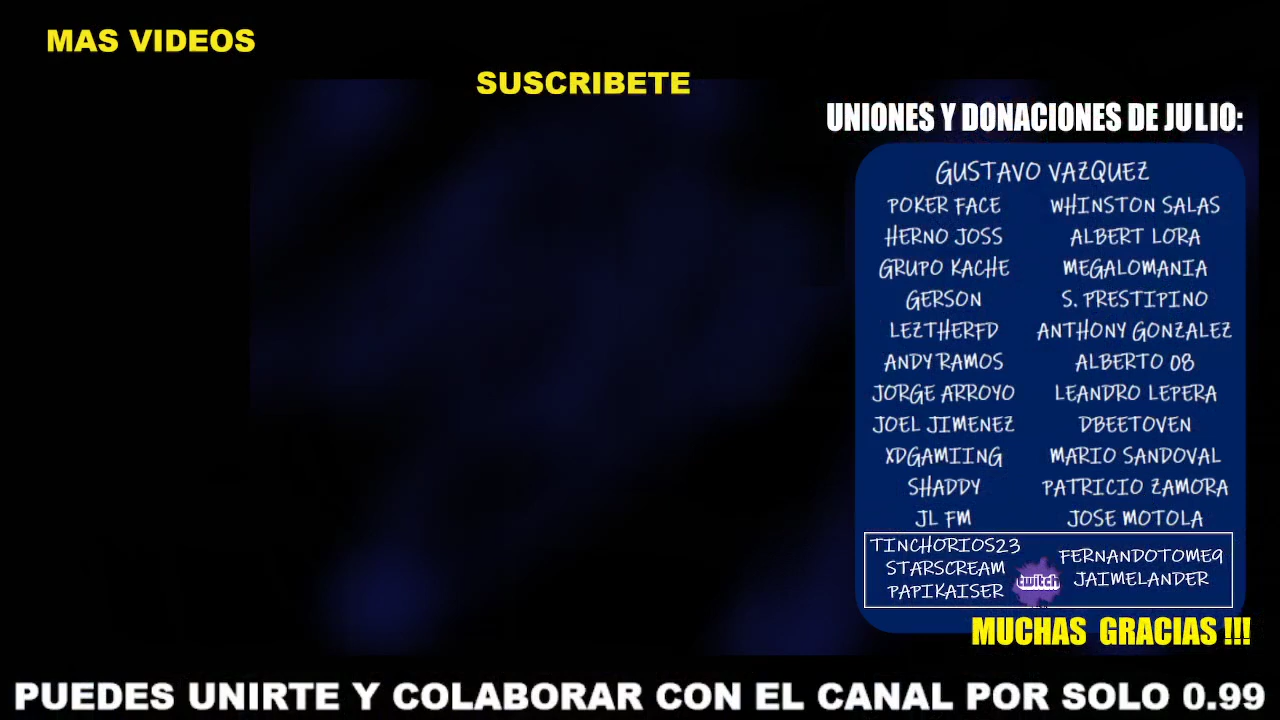 MAS VIDEOS
SUSCRIBETE
UNIONES Y DONACIONES DE JULIO:
GUSTAVO VAZQUEZ
POKER FACE WHINSTON SALAS
HERNO JOSS ALBERT LORA
GRUPO KACHE MEGALOMANIA
GERSON S. PRESTIPINO
LEZTHERFD ANTHONY GONZALEZ
ANDY RAMOS ALBERTO 08
JORGE ARROYO LEANDRO LEPERA
JOEL JIMENEZ DBEETOVEN
XDGAMIING MARIO SANDOVAL
SHADDY PATRICIO ZAMORA
JL FM JOSE MOTOLA
TINCHORIOS23 FERNANDOTOME9
STARSCREAM twitch JAIMELANDER
PAPIKAISER
MUCHAS GRACIAS !!!
PUEDES UNIRTE Y COLABORAR CON EL CANAL POR SOLO 0.99